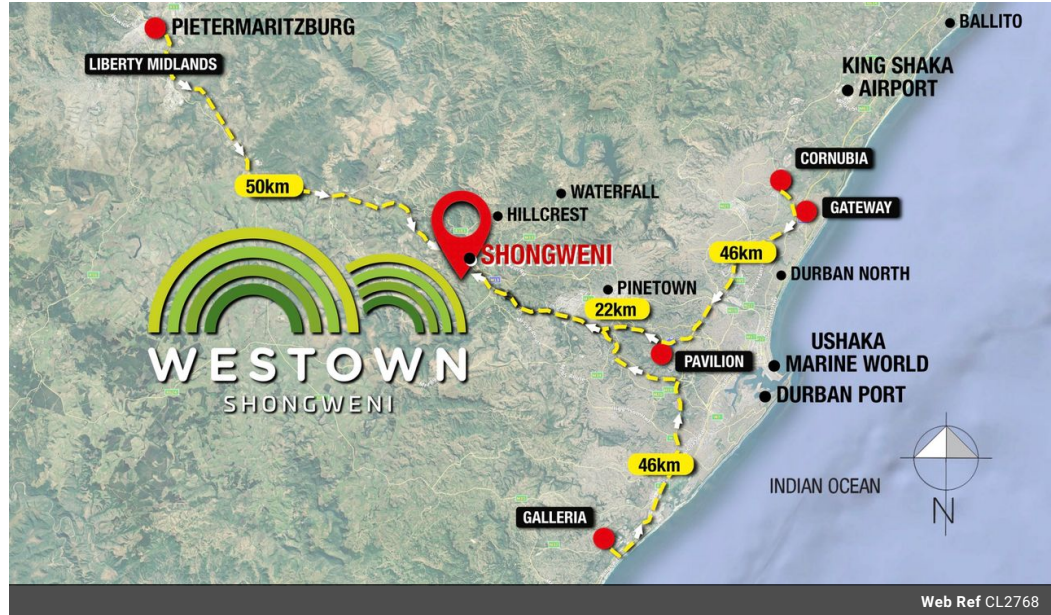 PIETERMARITZBURG
BALLITO
LIBERTY MIDLANDS
KING SHAKA
AIRPORT
CORNUBIA
50km
WATERFALL
GATEWAY
HILLCREST
SHONGWENI
46km
DURBAN NORTH
PINETOWN
22km
USHAKA
MARINE WORLD
PAVILION
WESTOWN
SHONGWENI
DURBAN PORT
46km
INDIAN OCEAN
GALLERIA
N
Web Ref CL2768